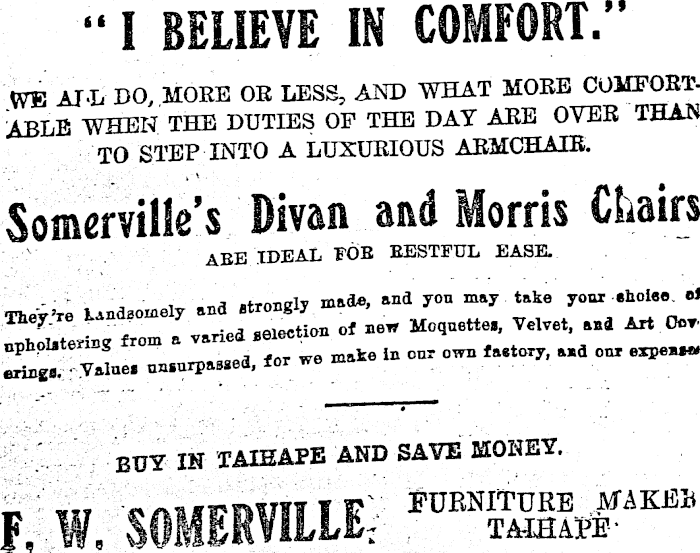 "I BELIEVE IN COMFORT."
WE ALL DO, MORE OR LESS, AND WHAT MORE COMFORT-
ABLE WHEN THE DUTIES OF THE DAY ARE OVER THAN
TO STEP INTO A LUXURIOUS ARMCHAIR.
Somerville's Divan and Morris Chairs
ARE IDEAL FOR RESTFUL EASE.
They're handsomely and strongly made, and you may take your choice of
upholstering from a varied selection of new Moquettes, Velvet, and Art Cov-
erings. Values unsurpassed, for we make in our own factory, and our expenses
BUY IN TAIHAPE AND SAVE MONEY.
F. W. SOMERVILLE, FURNITURE MAKER
TAIHAPE